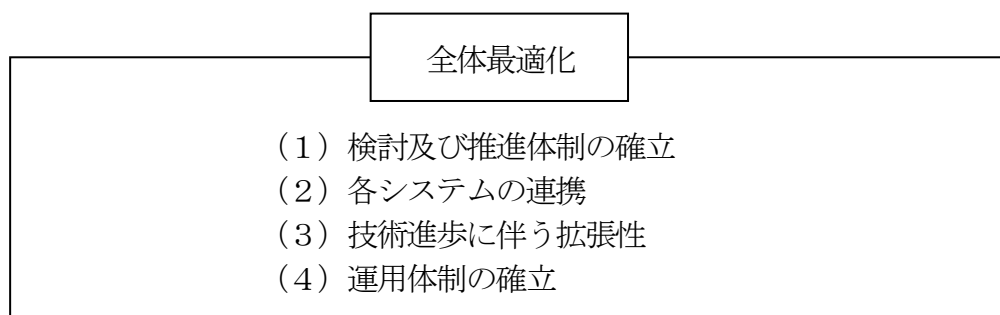 全体最適化
（１）検討及び推進体制の確立
（２）各システムの連携
（３）技術進歩に伴う拡張性
（４）運用体制の確立